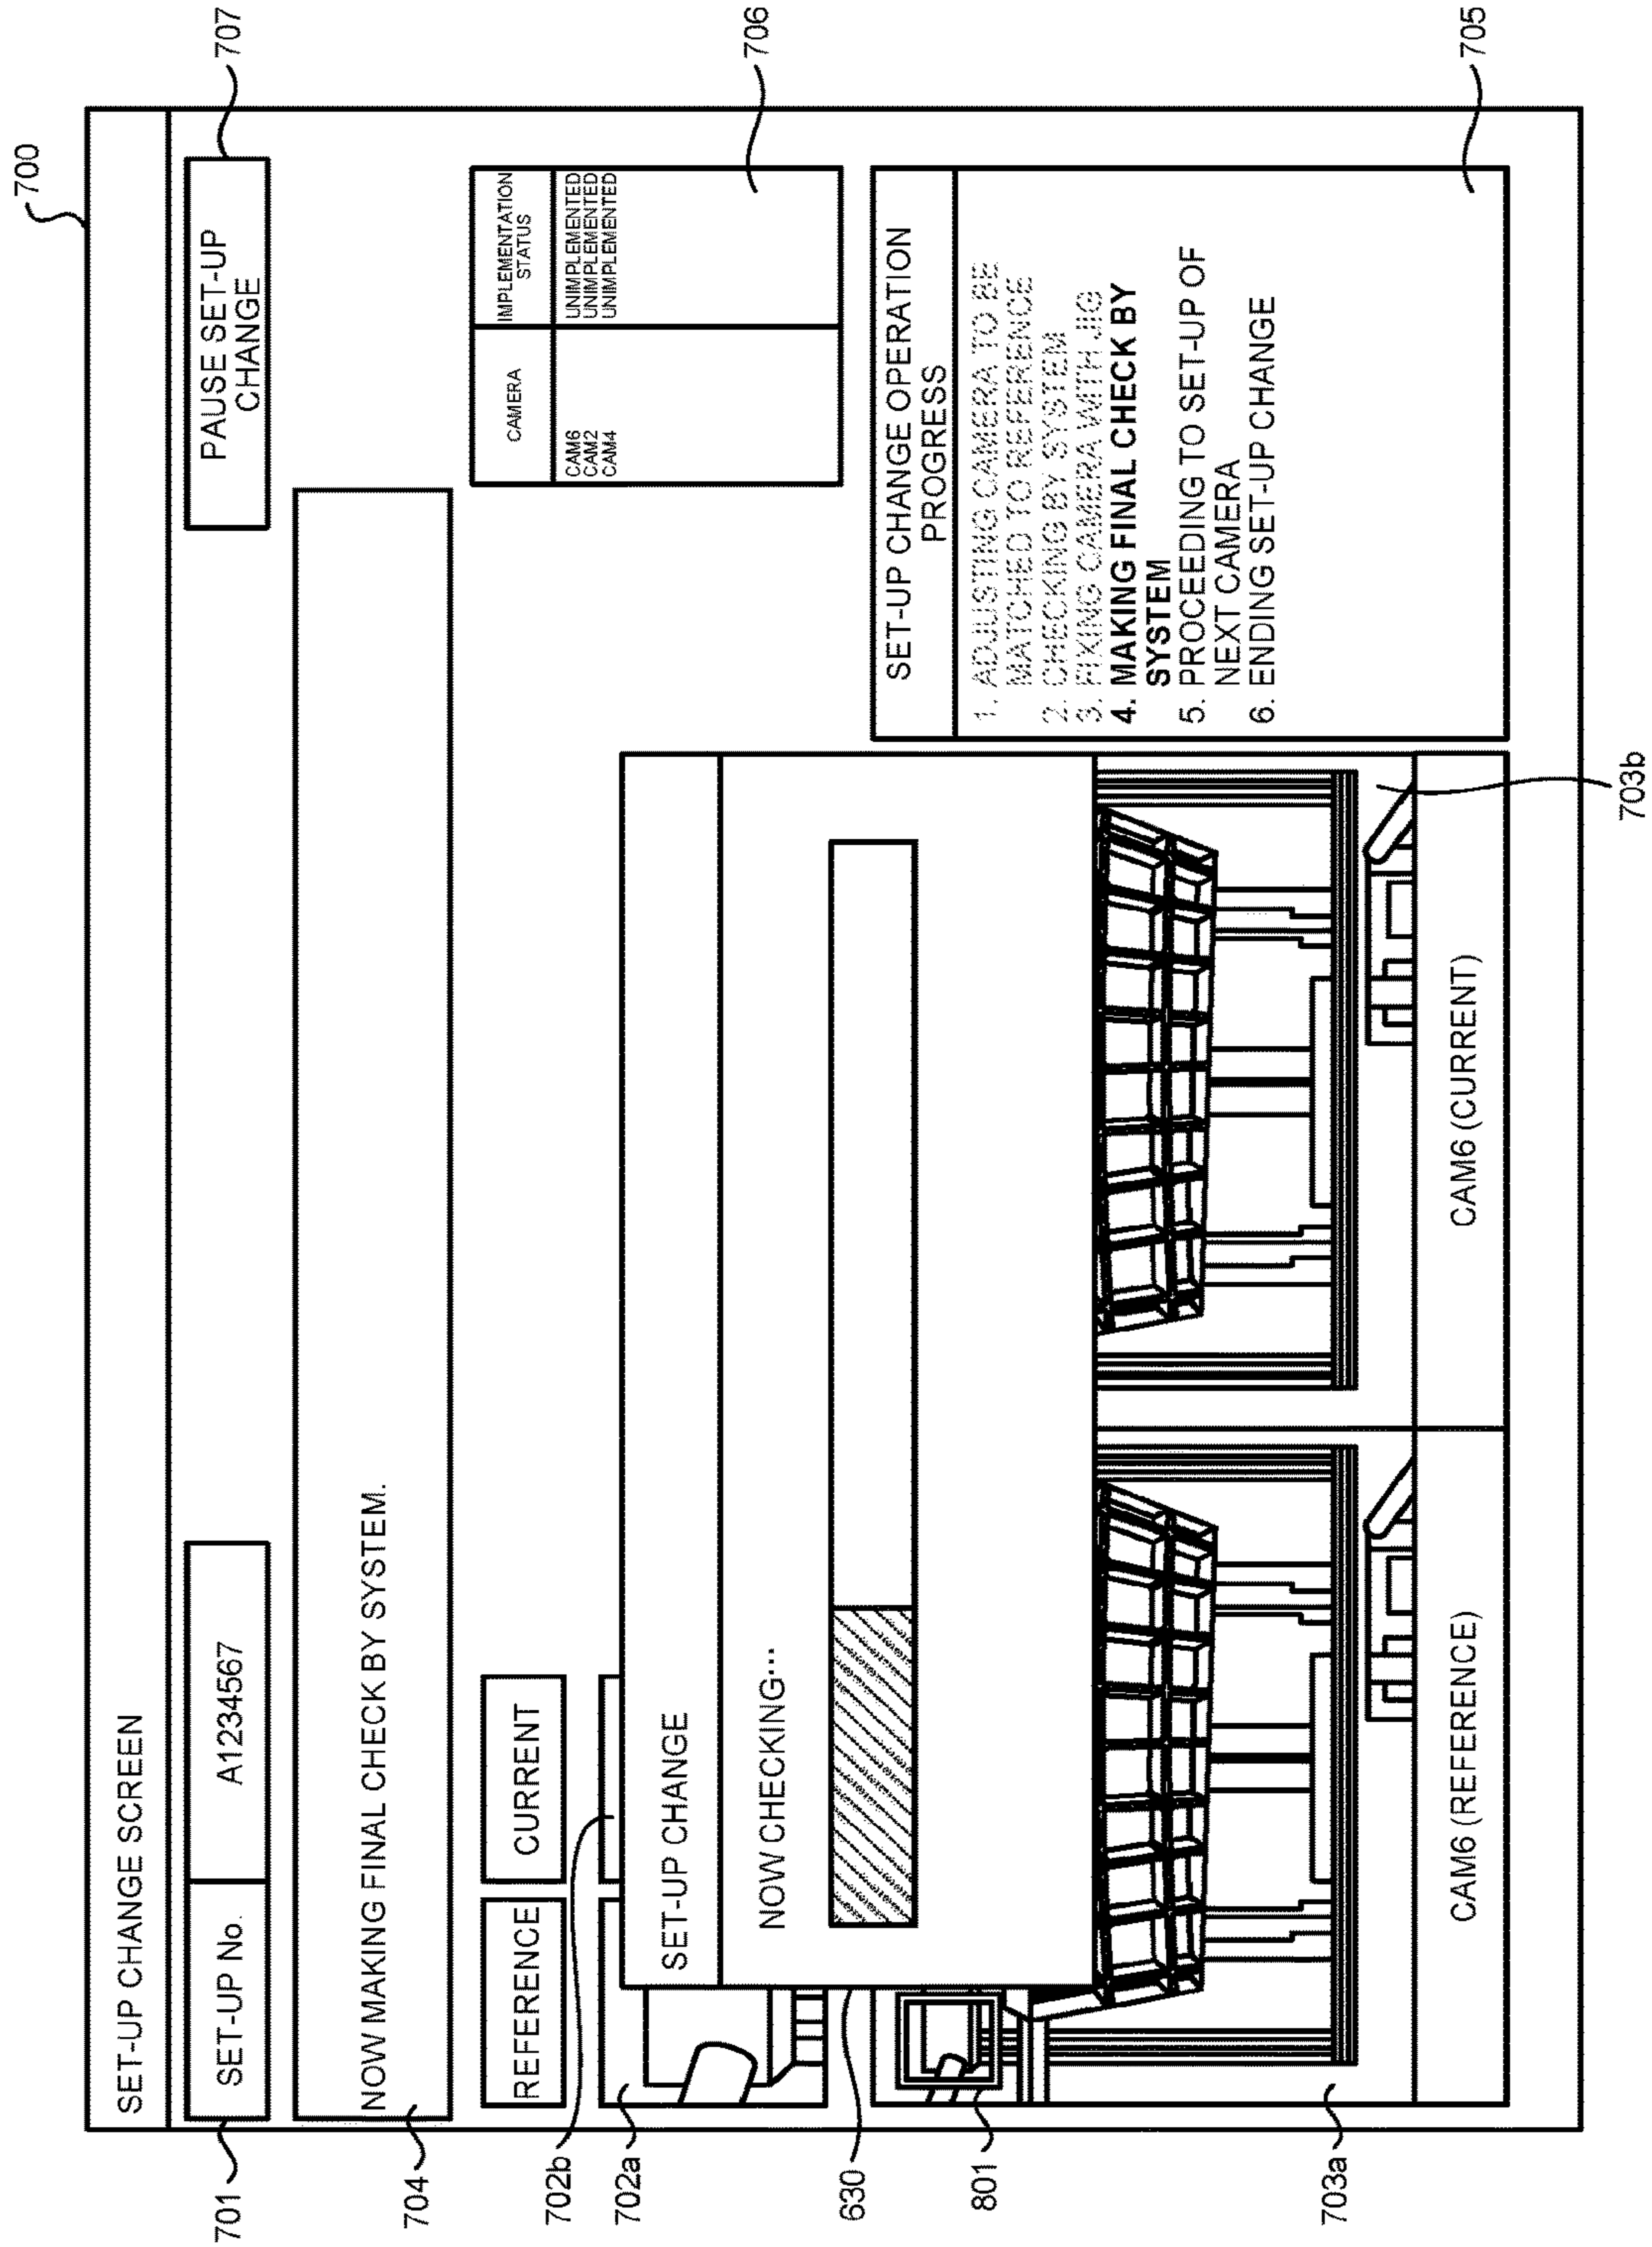 700
SET-UP CHANGE SCREEN
701
SET-UP No.
A1234567
PAUSE SET-UP
CHANGE
707
704
NOW MAKING FINAL CHECK BY SYSTEM.
REFERENCE
CURRENT
702b
702a
CAMERA
IMPLEMENTATION
STATUS
CAM6 UNIMPLEMENTED
CAM2 UNIMPLEMENTED
CAM4 UNIMPLEMENTED
706
SET-UP CHANGE
NOW CHECKING...
630
801
703a
SET-UP CHANGE OPERATION
PROGRESS
1. ADJUSTING CAMERA TO BE
MATCHED TO REFERENCE
2. CHECKING BY SYSTEM
3. FIXING CAMERA WITH JIG
4. MAKING FINAL CHECK BY
SYSTEM
5. PROCEEDING TO SET-UP OF
NEXT CAMERA
6. ENDING SET-UP CHANGE
705
703b
CAM6 (REFERENCE)
CAM6 (CURRENT)